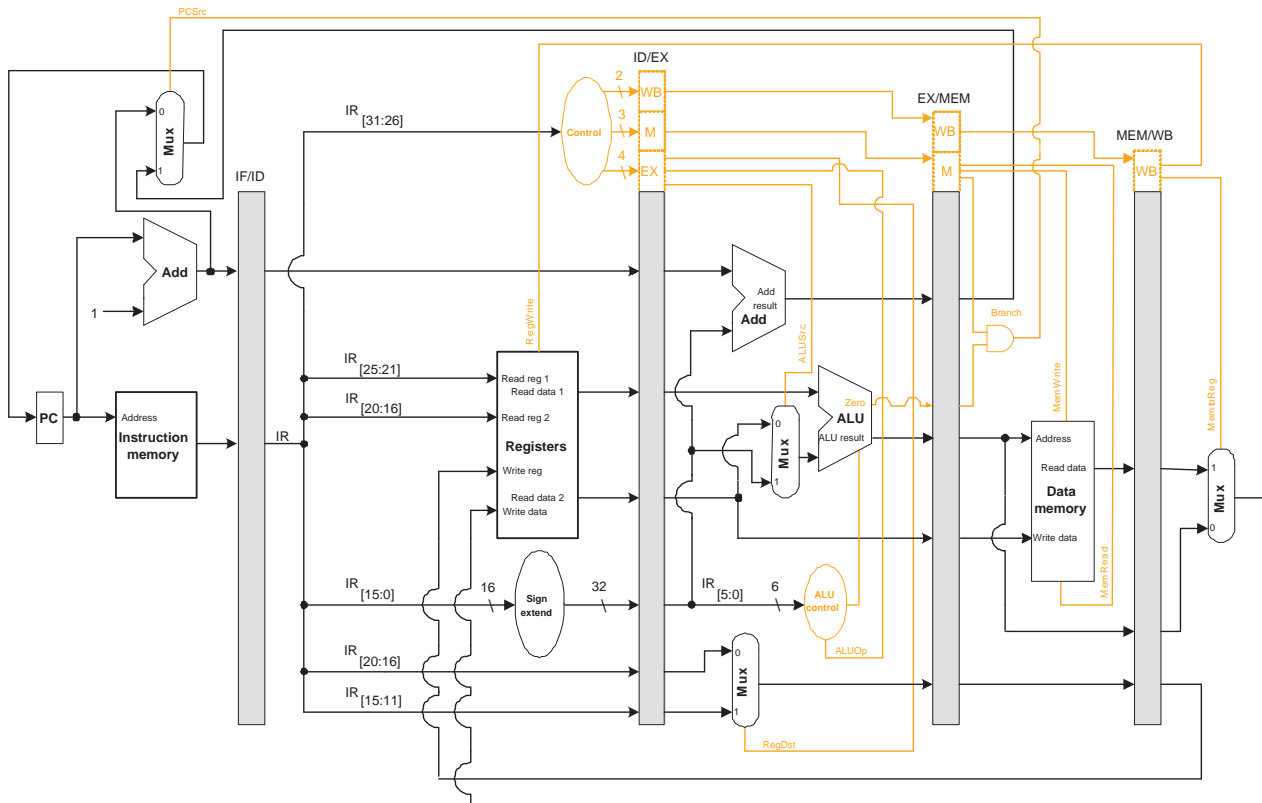 PCSrc
ID/EX
EX/MEM
MEM/WB
IF/ID
0
Mux
1
IR
[31:26]
Control
2
3
4
WB
M
EX
WB
M
WB
Add
1
Add
result
Add
Branch
RegWrite
ALUSrc
MemWrite
MembReg
IR
[25:21]
IR
[20:16]
IR
Read reg 1
Read data 1
Read reg 2
Registers
Write reg
Read data 2
Write data
PC
Address
Instruction
memory
Zero
ALU
ALU result
0
Mux
1
Address
Read data
Data
memory
Write data
MemRead
1
Mux
0
IR
[15:0]
16
Sign
extend
32
IR
[5:0]
6
ALU
control
ALUOp
IR
[20:16]
IR
[15:11]
0
Mux
1
RegDst